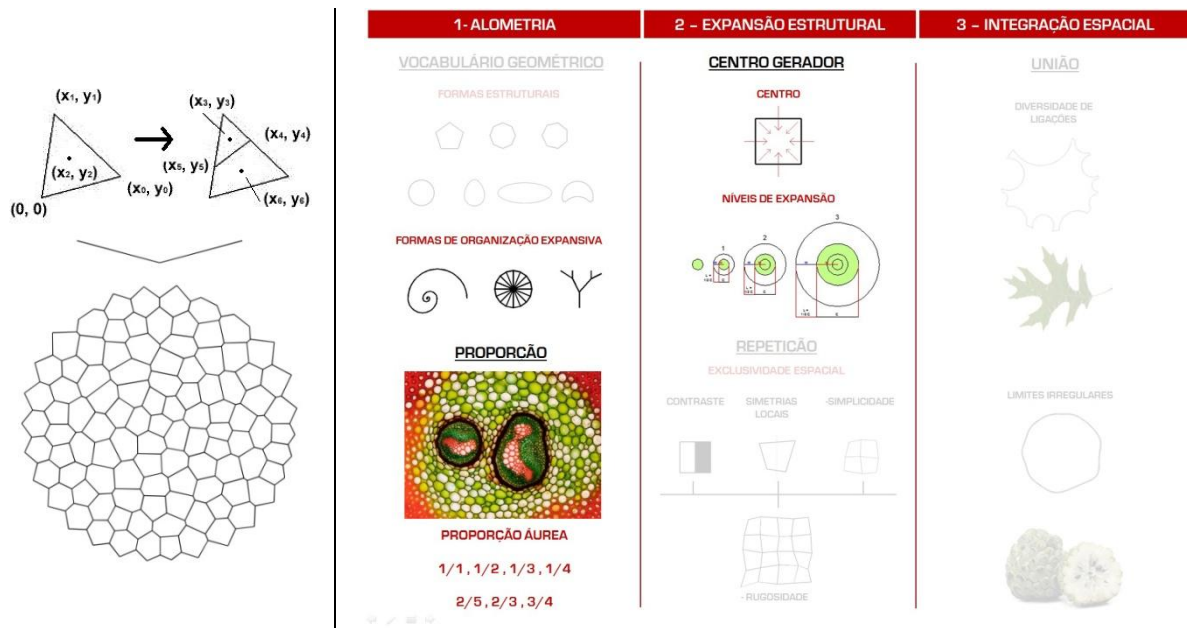 (x₁, y₁)
(x₃, y₃)
(x₄, y₄)
(x₂, y₂)
(x₅, y₅)
(x₀, y₀)
(x₆, y₆)
(0, 0)
1- ALOMETRIA
VOCABULÁRIO GEOMÉTRICO
FORMAS ESTRUTURAIS
FORMAS DE ORGANIZAÇÃO EXPANSIVA
PROPORÇÃO
PROPORÇÃO ÁUREA
1/1 , 1/2 , 1/3 , 1/4
2/5 , 2/3 , 3/4
2 – EXPANSÃO ESTRUTURAL
CENTRO GERADOR
CENTRO
NÍVEIS DE EXPANSÃO
1
2
3
REPETIÇÃO
EXCLUSIVIDADE ESPACIAL
CONTRASTE
SIMETRIAS
LOCAIS
-SIMPLICIDADE
- RUGOSIDADE
3 – INTEGRAÇÃO ESPACIAL
UNIÃO
DIVERSIDADE DE
LIGAÇÕES
LIMITES IRREGULARES